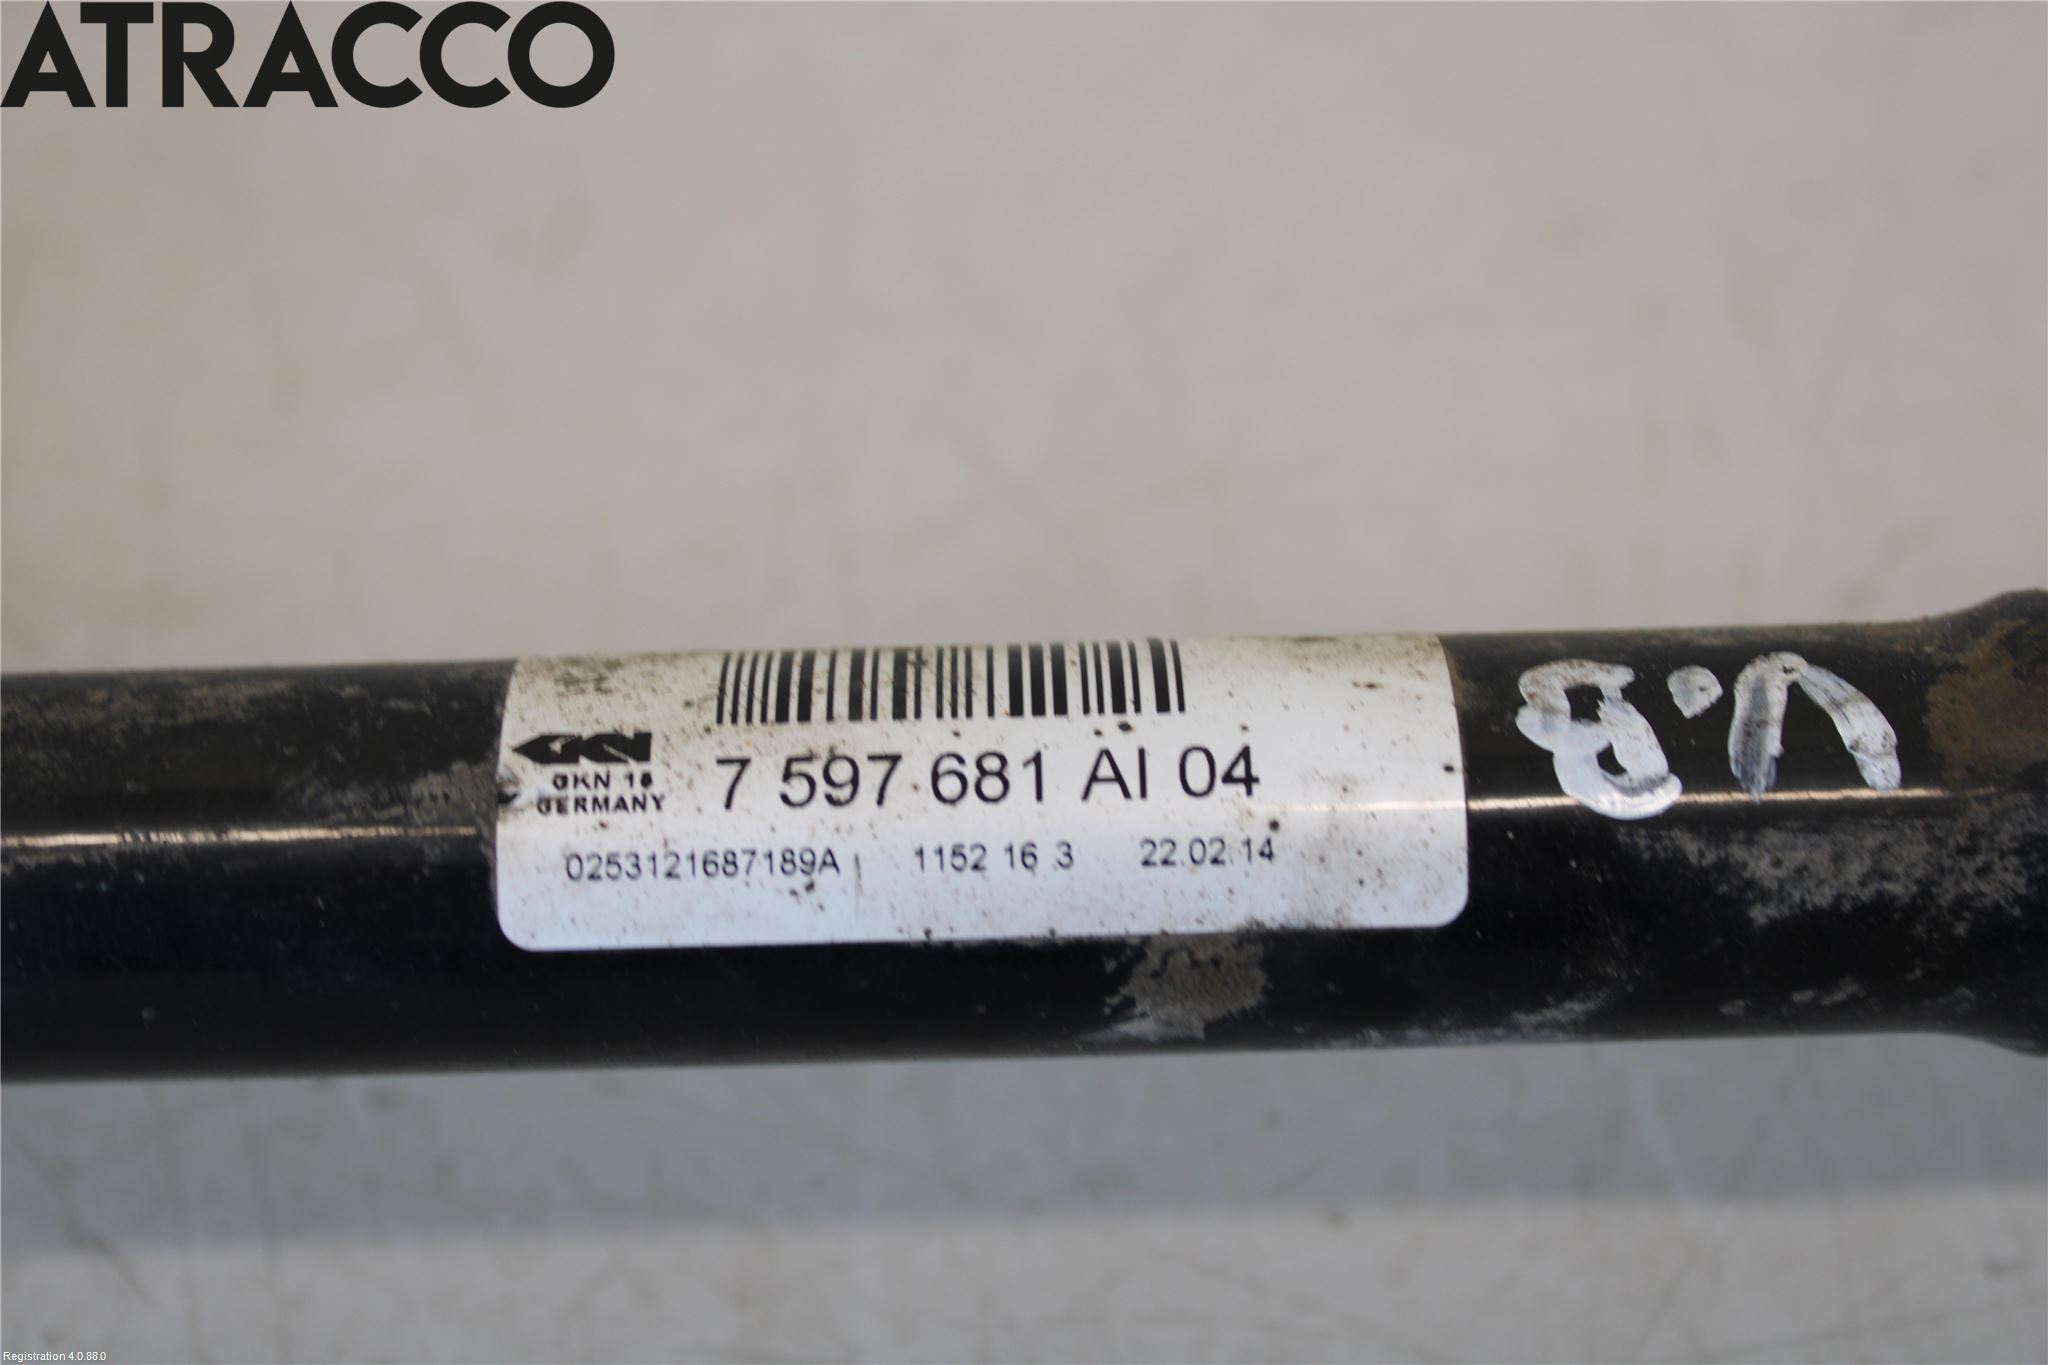 ATRACCO
GKN
GKN 16
GERMANY
7 597 681 AI 04
0253121687189A
1152 16 3
22.02.14
V.B
Registration 4.0.88.0